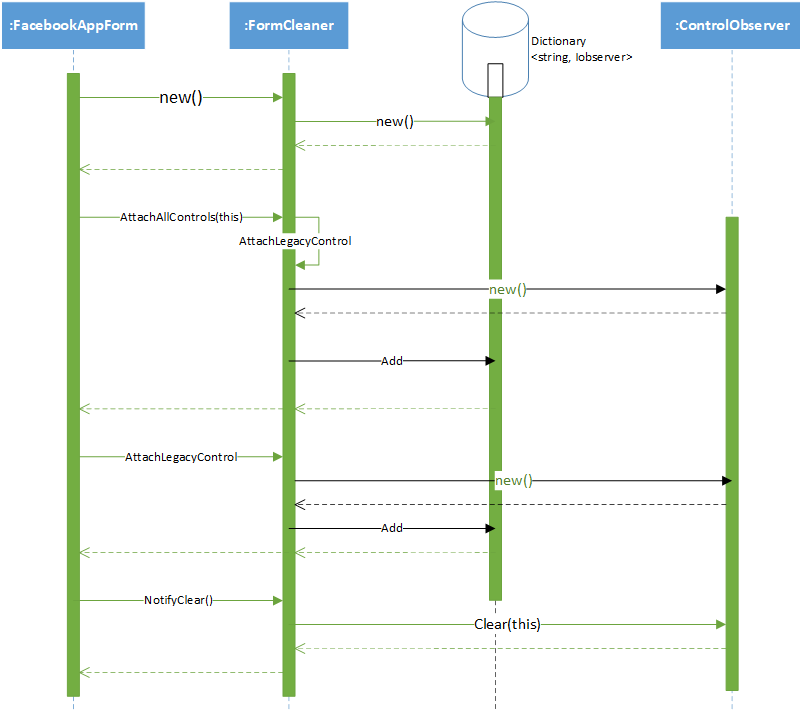 :FacebookAppForm
:FormCleaner
Dictionary
<string, Iobserver>
:ControlObserver
new()
new()
AttachAllControls(this)
AttachLegacyControl
new()
Add
AttachLegacyControl
new()
Add
NotifyClear()
Clear(this)